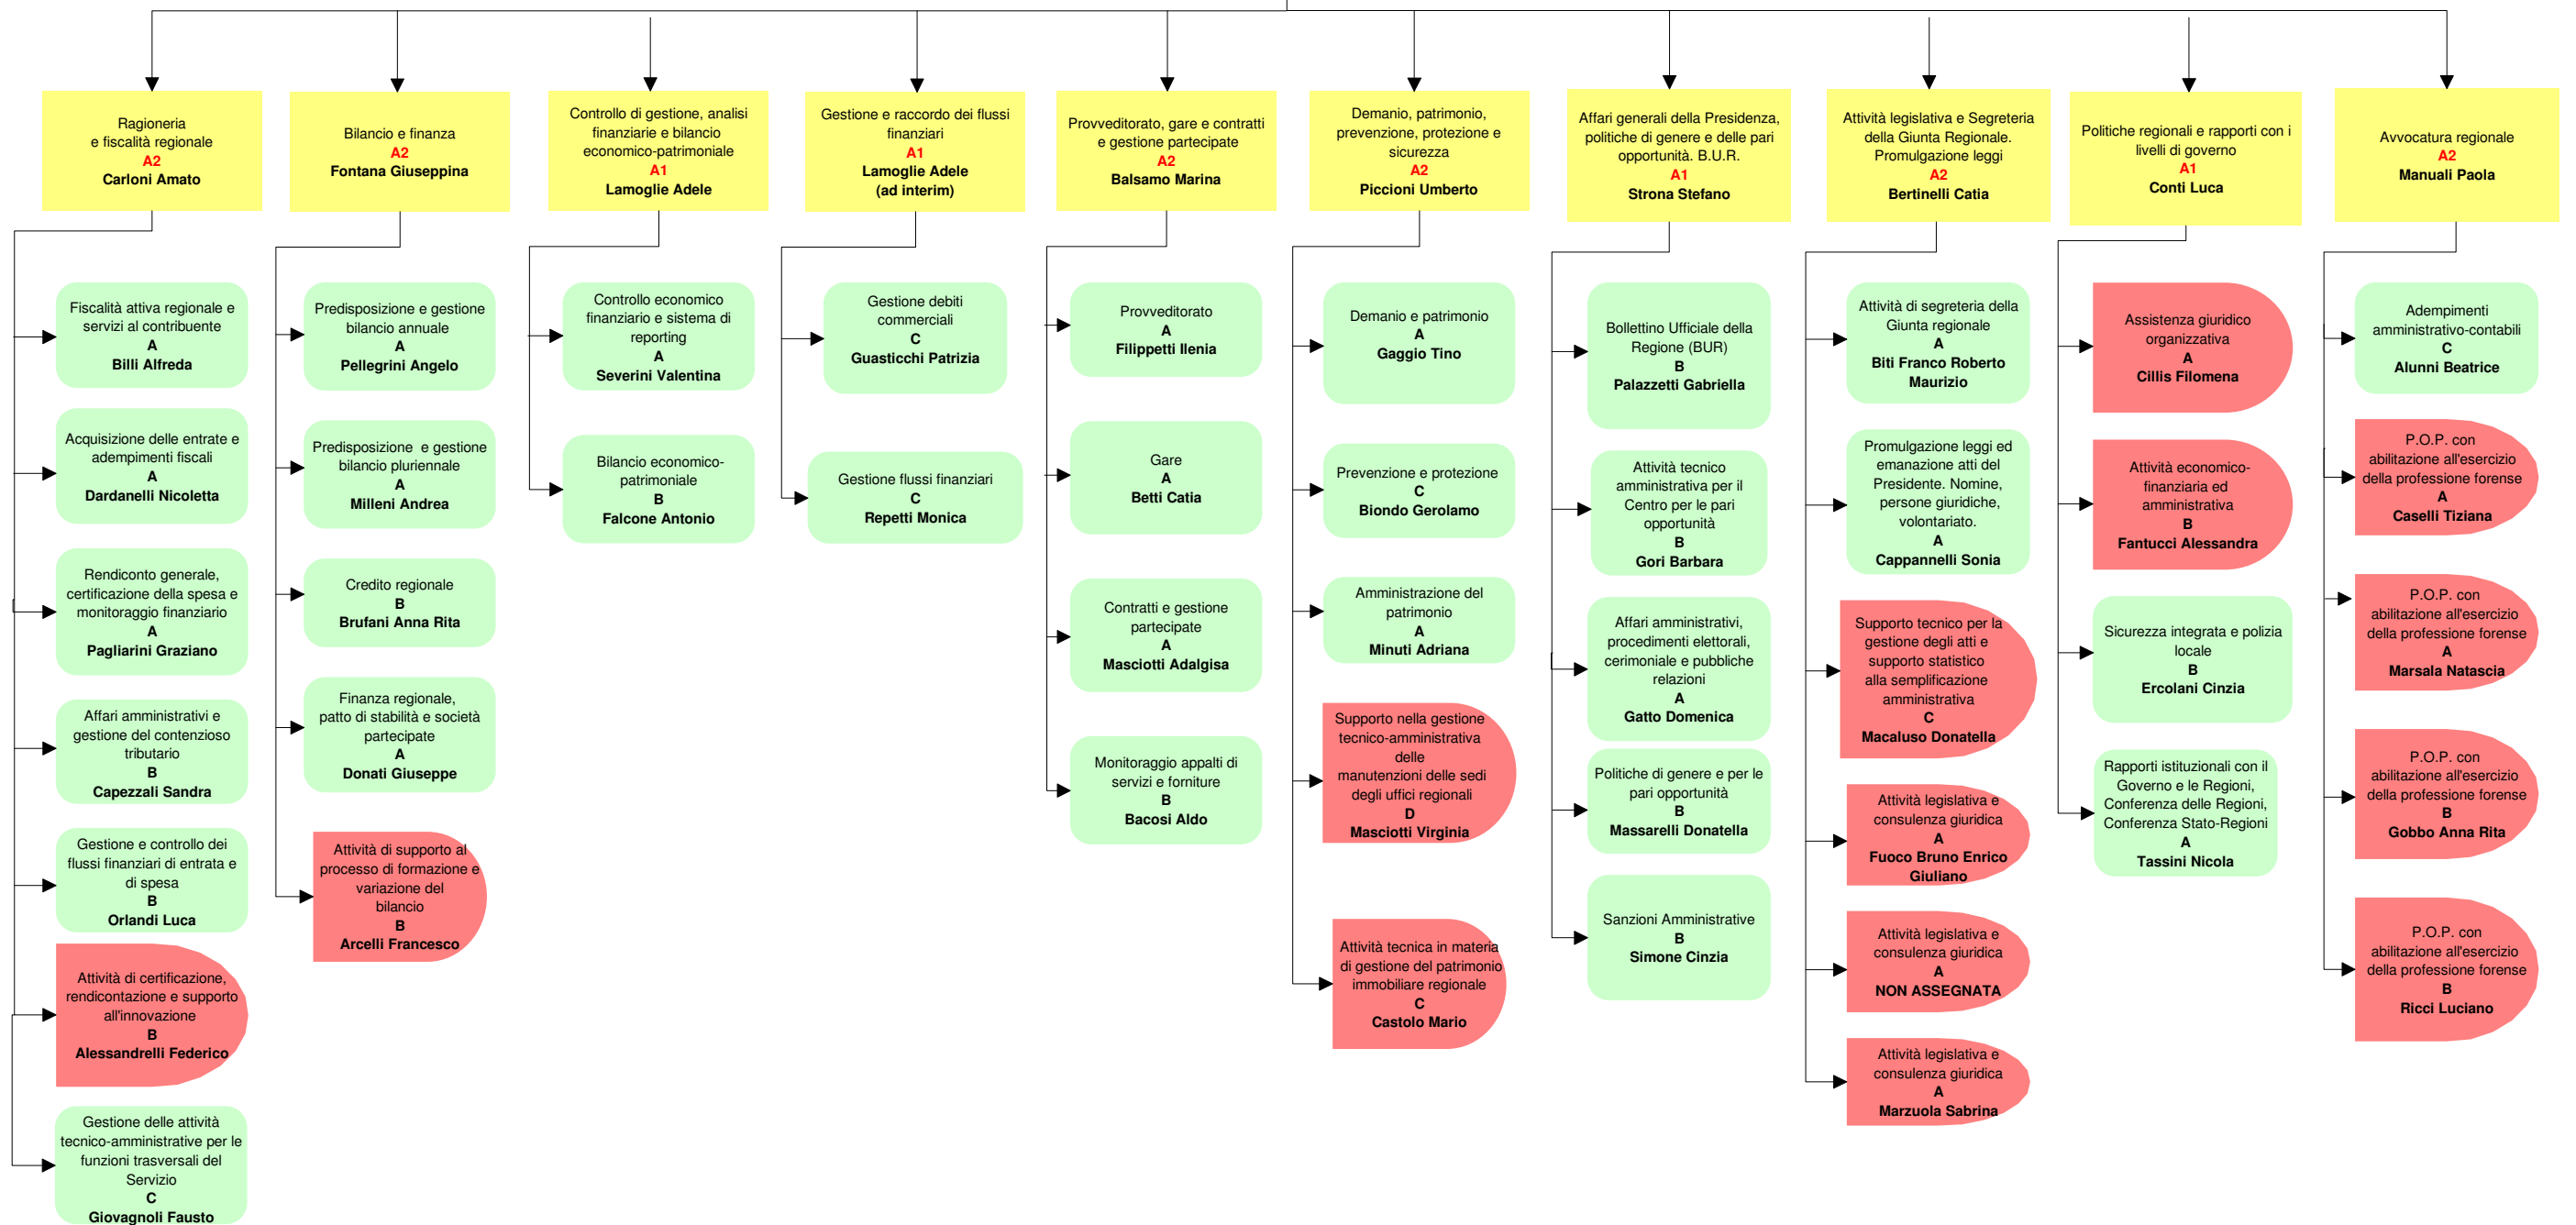 Ragioneria
e fiscalità regionale
A2
Carloni Amato
Bilancio e finanza
A2
Fontana Giuseppina
Controllo di gestione, analisi
finanziarie e bilancio
economico-patrimoniale
A1
Lamoglie Adele
Gestione e raccordo dei flussi
finanziari
A1
Lamoglie Adele
(ad interim)
Provveditorato, gare e contratti
e gestione partecipate
A2
Balsamo Marina
Demanio, patrimonio,
prevenzione, protezione e
sicurezza
A2
Piccioni Umberto
Affari generali della Presidenza,
politiche di genere e delle pari
opportunità. B.U.R.
A1
Strona Stefano
Attività legislativa e Segreteria
della Giunta Regionale.
Promulgazione leggi
A2
Bertinelli Catia
Politiche regionali e rapporti con i
livelli di governo
A1
Conti Luca
Avvocatura regionale
A2
Manuali Paola
Fiscalità attiva regionale e
servizi al contribuente
A
Billi Alfreda
Acquisizione delle entrate e
adempimenti fiscali
A
Dardanelli Nicoletta
Rendiconto generale,
certificazione della spesa e
monitoraggio finanziario
A
Pagliarini Graziano
Affari amministrativi e
gestione del contenzioso
tributario
B
Capezzali Sandra
Gestione e controllo dei
flussi finanziari di entrata e
di spesa
B
Orlandi Luca
Attività di certificazione,
rendicontazione e supporto
all'innovazione
B
Alessandrelli Federico
Gestione delle attività
tecnico-amministrative per le
funzioni trasversali del
Servizio
C
Giovagnoli Fausto
Predisposizione e gestione
bilancio annuale
A
Pellegrini Angelo
Predisposizione  e gestione
bilancio pluriennale
A
Milleni Andrea
Credito regionale
B
Brufani Anna Rita
Finanza regionale,
patto di stabilità e società
partecipate
A
Donati Giuseppe
Attività di supporto al
processo di formazione e
variazione del
bilancio
B
Arcelli Francesco
Controllo economico
finanziario e sistema di
reporting
A
Severini Valentina
Bilancio economico-
patrimoniale
B
Falcone Antonio
Gestione debiti
commerciali
C
Guasticchi Patrizia
Gestione flussi finanziari
C
Repetti Monica
Provveditorato
A
Filippetti Ilenia
Gare
A
Betti Catia
Contratti e gestione
partecipate
A
Masciotti Adalgisa
Monitoraggio appalti di
servizi e forniture
B
Bacosi Aldo
Demanio e patrimonio
A
Gaggio Tino
Prevenzione e protezione
C
Biondo Gerolamo
Amministrazione del
patrimonio
A
Minuti Adriana
Supporto nella gestione
tecnico-amministrativa
delle
manutenzioni delle sedi
degli uffici regionali
D
Masciotti Virginia
Attività tecnica in materia
di gestione del patrimonio
immobiliare regionale
C
Castolo Mario
Bollettino Ufficiale della
Regione (BUR)
B
Palazzetti Gabriella
Attività tecnico
amministrativa per il
Centro per le pari
opportunità
B
Gori Barbara
Affari amministrativi,
procedimenti elettorali,
cerimoniale e pubbliche
relazioni
A
Gatto Domenica
Politiche di genere e per le
pari opportunità
B
Massarelli Donatella
Sanzioni Amministrative
B
Simone Cinzia
Attività di segreteria della
Giunta regionale
A
Biti Franco Roberto
Maurizio
Promulgazione leggi ed
emanazione atti del
Presidente. Nomine,
persone giuridiche,
volontariato.
A
Cappannelli Sonia
Supporto tecnico per la
gestione degli atti e
supporto statistico
alla semplificazione
amministrativa
C
Macaluso Donatella
Attività legislativa e
consulenza giuridica
A
Fuoco Bruno Enrico
Giuliano
Attività legislativa e
consulenza giuridica
A
NON ASSEGNATA
Attività legislativa e
consulenza giuridica
A
Marzuola Sabrina
Assistenza giuridico
organizzativa
A
Cillis Filomena
Attività economico-
finanziaria ed
amministrativa
B
Fantucci Alessandra
Sicurezza integrata e polizia
locale
B
Ercolani Cinzia
Rapporti istituzionali con il
Governo e le Regioni,
Conferenza delle Regioni,
Conferenza Stato-Regioni
A
Tassini Nicola
Adempimenti
amministrativo-contabili
C
Alunni Beatrice
P.O.P. con
abilitazione all'esercizio
della professione forense
A
Caselli Tiziana
P.O.P. con
abilitazione all'esercizio
della professione forense
A
Marsala Natascia
P.O.P. con
abilitazione all'esercizio
della professione forense
B
Gobbo Anna Rita
P.O.P. con
abilitazione all'esercizio
della professione forense
B
Ricci Luciano